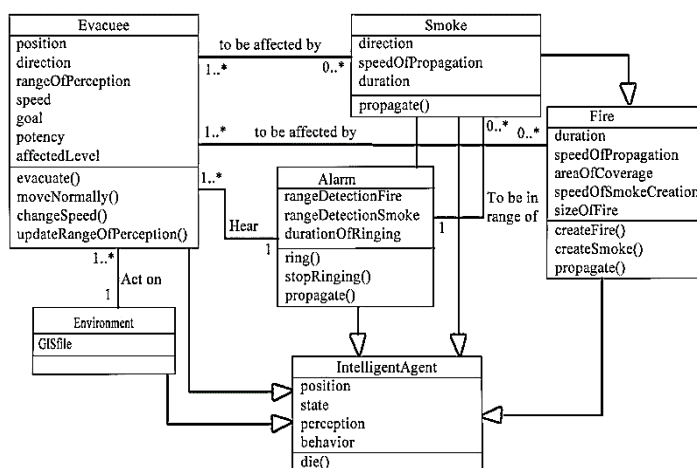 Evacuee
position
direction
rangeOfPerception
speed
goal
potency
affectedLevel
evacuate()
moveNormally()
changeSpeed()
updateRangeOfPerception()
to be affected by
1..*
0..*
Smoke
direction
speedOfPropagation
duration
propagate()
1..*
to be affected by
0..*
0..*
Fire
duration
speedOfPropagation
areaOfCoverage
speedOfSmokeCreation
sizeOfFire
createFire()
createSmoke()
propagate()
1..*
Hear
1
Alarm
rangeDetectionFire
rangeDetectionSmoke
durationOfRinging
ring()
stopRinging()
propagate()
1
To be in
range of
1..*
Act on
1
Environment
GISfile
IntelligentAgent
position
state
perception
behavior
die()